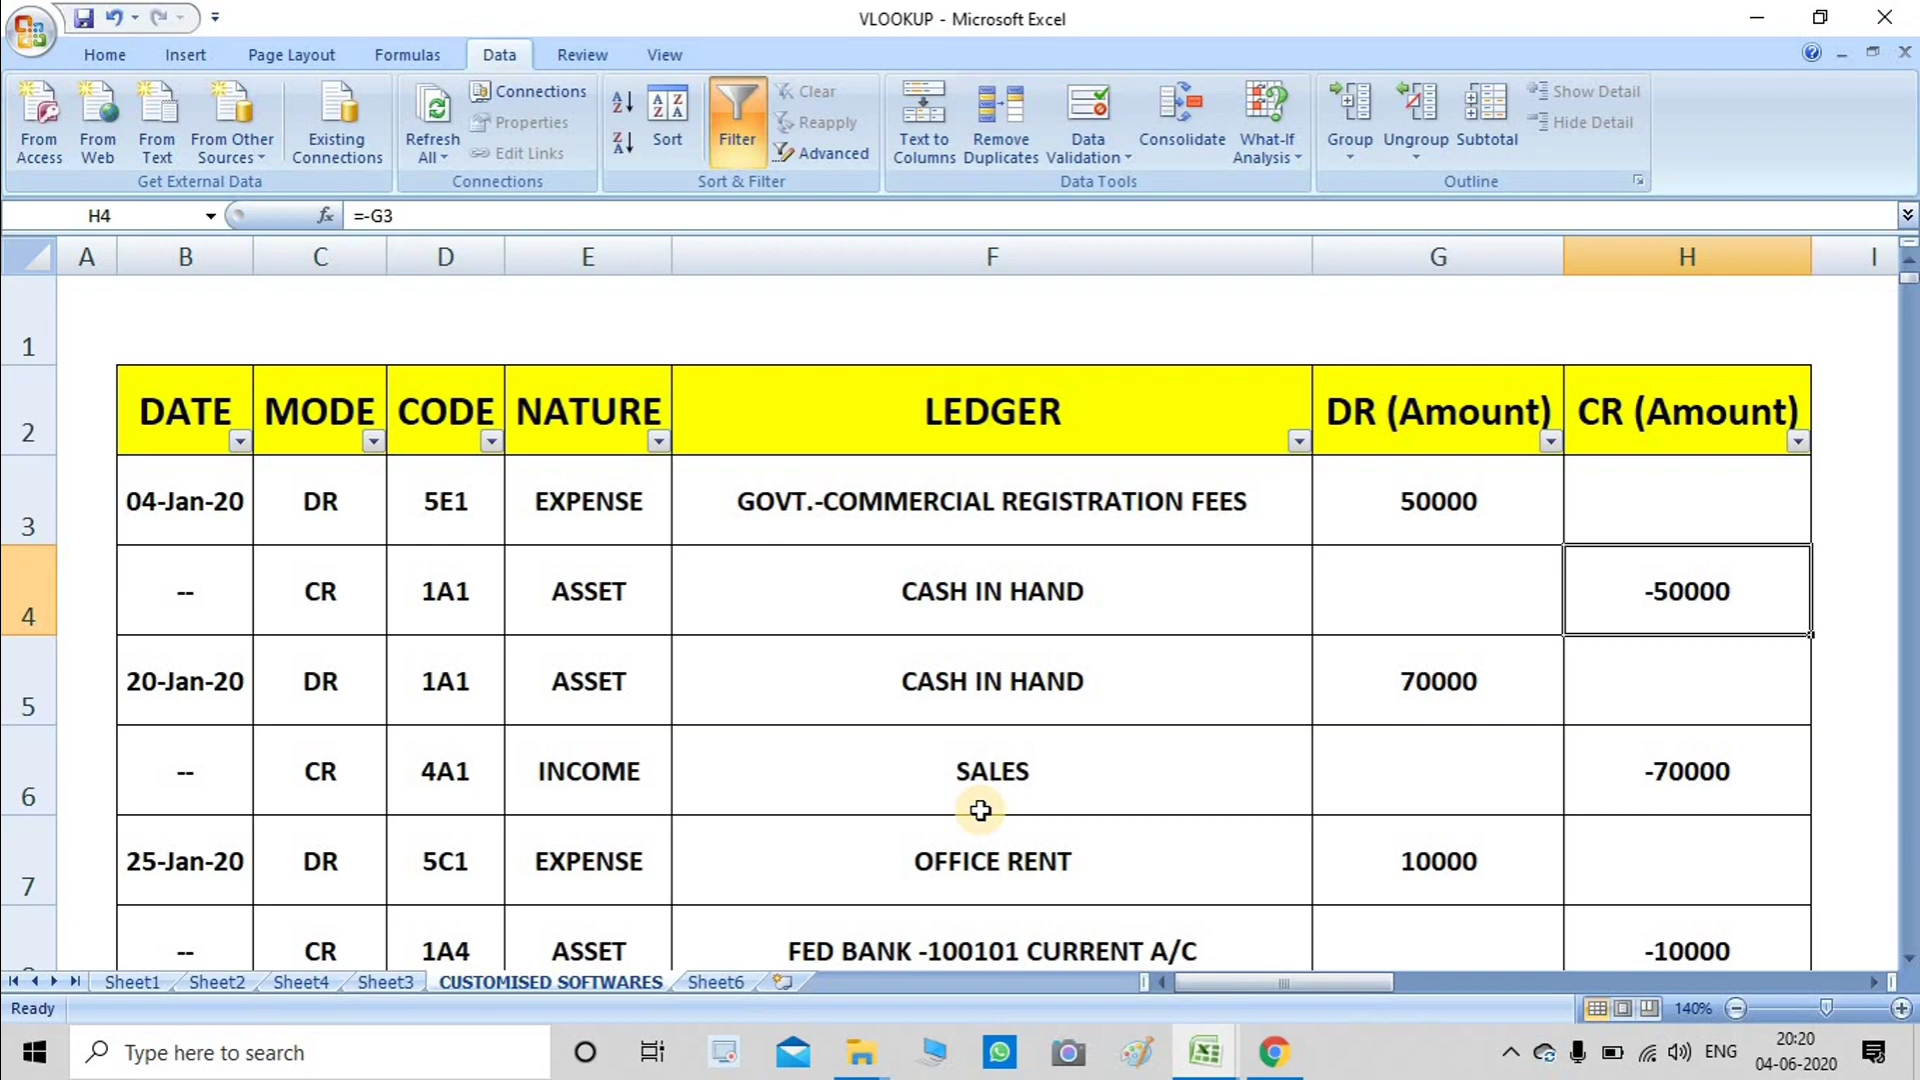 VLOOKUP - Microsoft Excel
Home Insert Page Layout Formulas Data Review View
From Access
From Web
From Text
From Other Sources
Existing Connections
Get External Data
Refresh All
Connections
Properties
Edit Links
Connections
Sort
Filter
Clear
Reapply
Advanced
Sort & Filter
Text to Columns
Remove Duplicates
Data Validation
Consolidate
What-If Analysis
Data Tools
Group
Ungroup
Subtotal
Show Detail
Hide Detail
Outline
H4 fx =-G3
A B C D E F G H I
1
2 DATE MODE CODE NATURE LEDGER DR (Amount) CR (Amount)
3 04-Jan-20 DR 5E1 EXPENSE GOVT.-COMMERCIAL REGISTRATION FEES 50000
4 -- CR 1A1 ASSET CASH IN HAND -50000
5 20-Jan-20 DR 1A1 ASSET CASH IN HAND 70000
6 -- CR 4A1 INCOME SALES -70000
7 25-Jan-20 DR 5C1 EXPENSE OFFICE RENT 10000
-- CR 1A4 ASSET FED BANK -100101 CURRENT A/C -10000
Sheet1 Sheet2 Sheet4 Sheet3 CUSTOMISED SOFTWARES Sheet6
Ready 140%
Type here to search ENG 20:20
04-06-2020